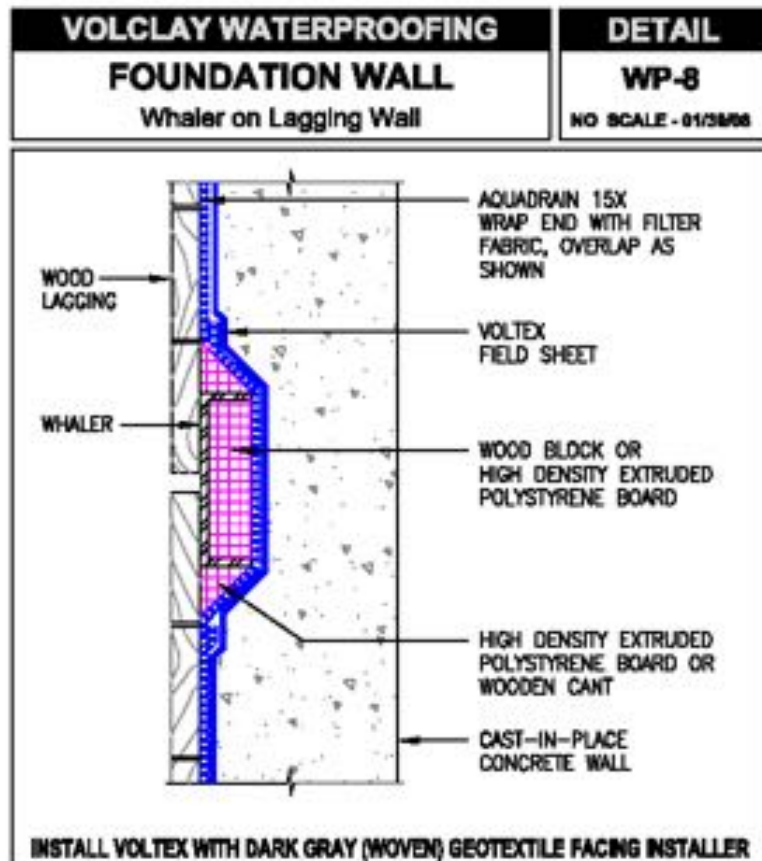 VOLCLAY WATERPROOFING
DETAIL
FOUNDATION WALL
Whaler on Lagging Wall
WP-8
NO SCALE -
AQUADRAIN 15X
WRAP END WITH FILTER
FABRIC, OVERLAP AS
SHOWN
WOOD
LAGGING
VOLTEX
FIELD SHEET
WHALER
WOOD BLOCK OR
HIGH DENSITY EXTRUDED
POLYSTYRENE BOARD
HIGH DENSITY EXTRUDED
POLYSTYRENE BOARD OR
WOODEN CANT
CAST-IN-PLACE
CONCRETE WALL
INSTALL VOLTEX WITH DARK GRAY (WOVEN) GEOTEXTILE FACING INSTALLER